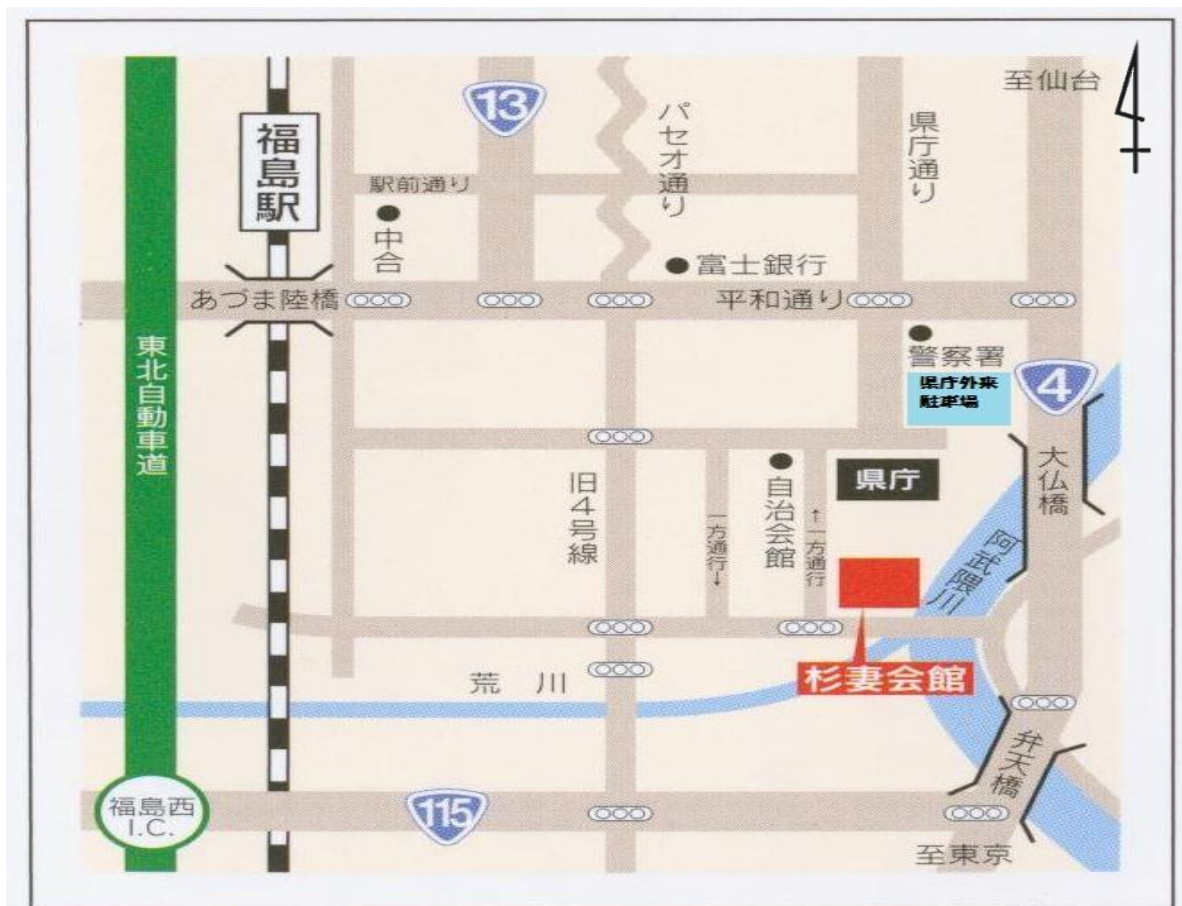 至仙台
13
福島駅
パセオ通り
県庁通り
駅前通り
中合
富士銀行
あづま陸橋
平和通り
東北自動車道
警察署
県庁外来
駐車場
4
大仏橋
旧4号線
一方通行↓
自治会館
↑一方通行
県庁
阿武隈川
杉妻会館
荒川
弁天橋
福島西
I.C.
115
至東京